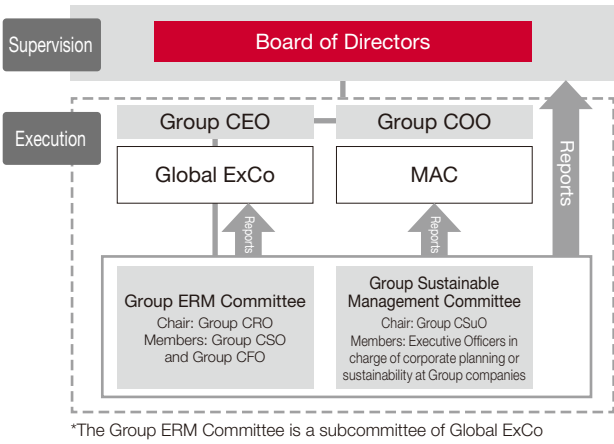 Supervision
Board of Directors
Execution
Group CEO
Group COO
Global ExCo
MAC
Reports
Reports
Reports
Group ERM Committee
Chair: Group CRO
Members: Group CSO
and Group CFO
Group Sustainable
Management Committee
Chair: Group CSuO
Members: Executive Officers in
charge of corporate planning or
sustainability at Group companies
*The Group ERM Committee is a subcommittee of Global ExCo